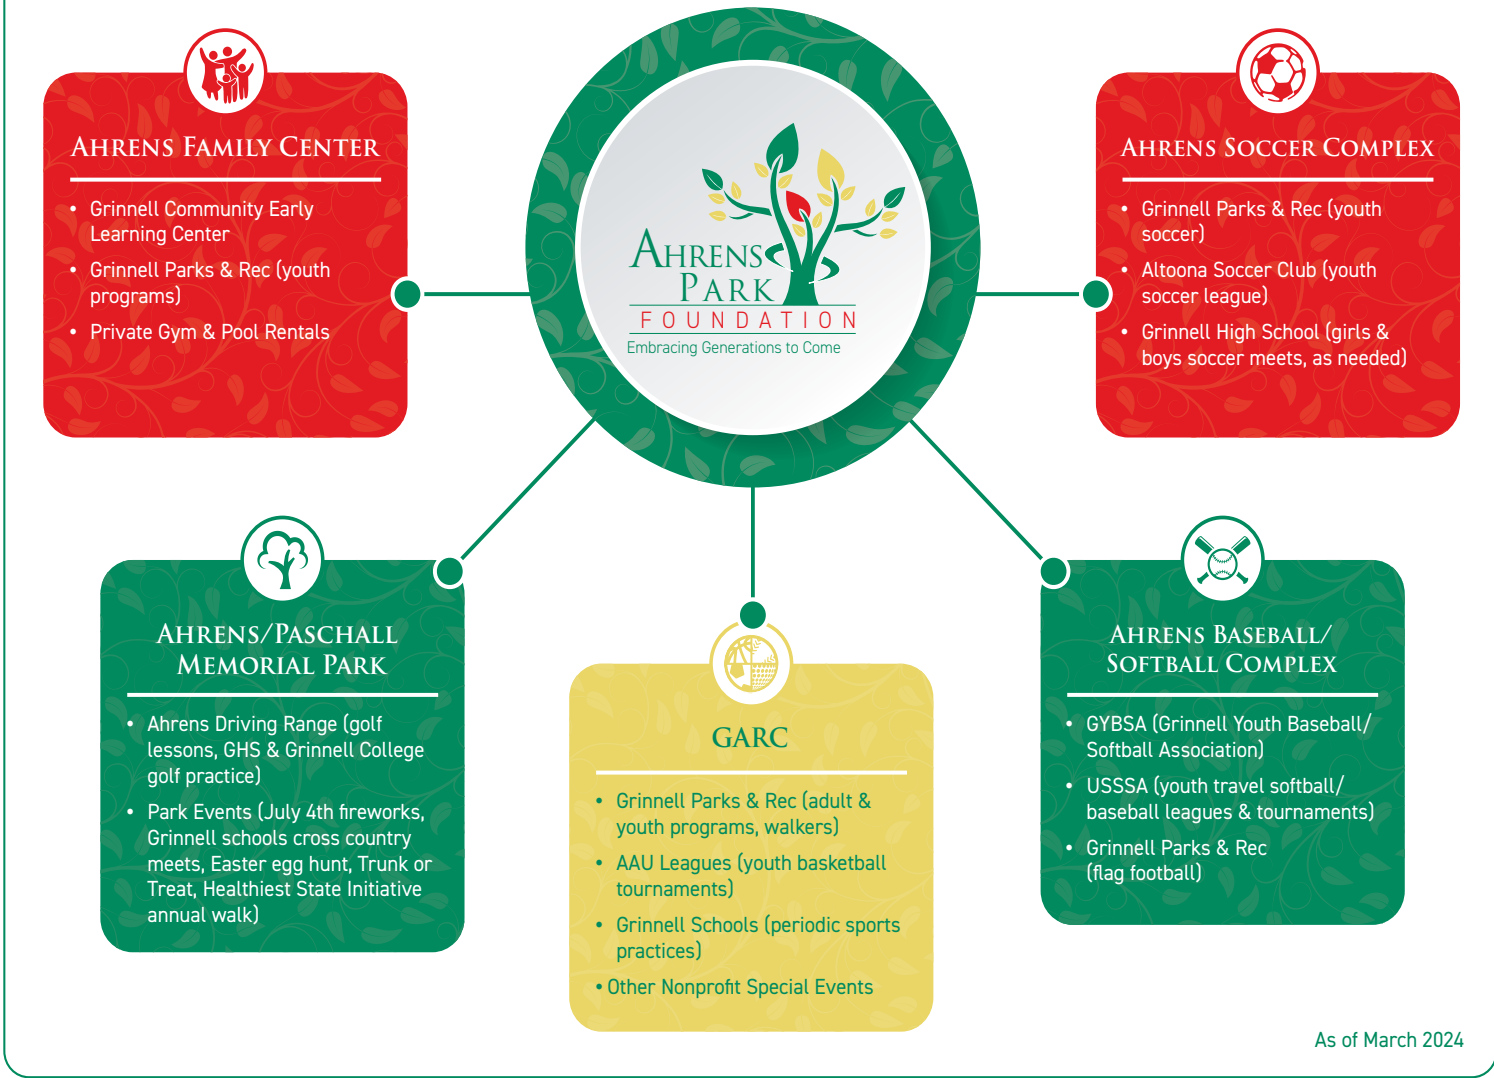 AHRENS FAMILY CENTER
• Grinnell Community Early
Learning Center
• Grinnell Parks & Rec (youth
programs)
• Private Gym & Pool Rentals
AHRENS
PARK
FOUNDATION
Embracing Generations to Come
AHRENS SOCCER COMPLEX
• Grinnell Parks & Rec (youth
soccer)
• Altoona Soccer Club (youth
soccer league)
• Grinnell High School (girls &
boys soccer meets, as needed)
AHRENS/PASCHALL
MEMORIAL PARK
• Ahrens Driving Range (golf
lessons, GHS & Grinnell College
golf practice)
• Park Events (July 4th fireworks,
Grinnell schools cross country
meets, Easter egg hunt, Trunk or
Treat, Healthiest State Initiative
annual walk)
GARC
• Grinnell Parks & Rec (adult &
youth programs, walkers)
• AAU Leagues (youth basketball
tournaments)
• Grinnell Schools (periodic sports
practices)
• Other Nonprofit Special Events
AHRENS BASEBALL/
SOFTBALL COMPLEX
• GYBSA (Grinnell Youth Baseball/
Softball Association)
• USSSA (youth travel softball/
baseball leagues & tournaments)
• Grinnell Parks & Rec
(flag football)
As of March 2024